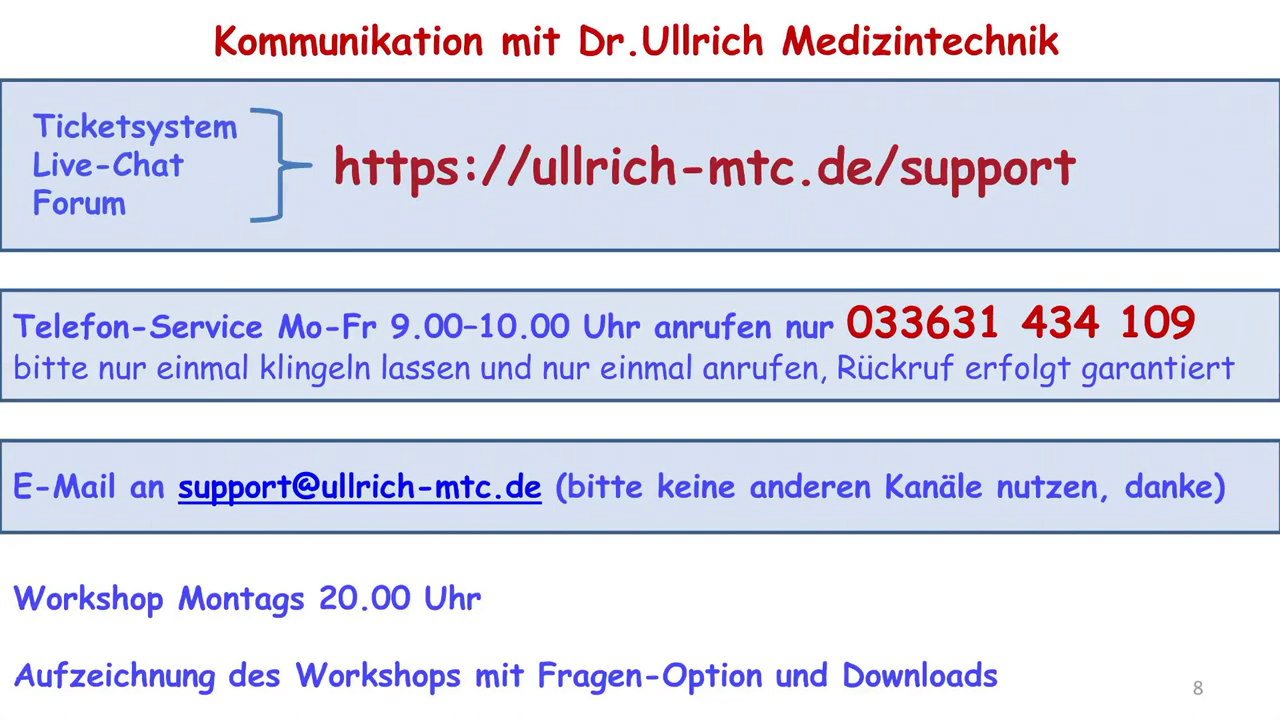 Kommunikation mit Dr.Ullrich Medizintechnik
Ticketsystem
Live-Chat
Forum
https://ullrich-mtc.de/support
Telefon-Service Mo-Fr 9.00–10.00 Uhr anrufen nur 033631 434 109
bitte nur einmal klingeln lassen und nur einmal anrufen, Rückruf erfolgt garantiert
E-Mail an support@ullrich-mtc.de (bitte keine anderen Kanäle nutzen, danke)
Workshop Montags 20.00 Uhr
Aufzeichnung des Workshops mit Fragen-Option und Downloads
8